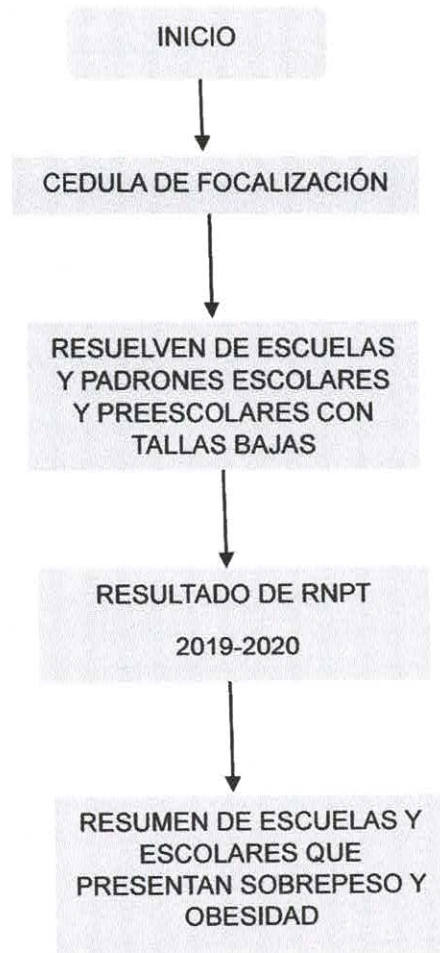 INICIO
CEDULA DE FOCALIZACIÓN
RESUELVEN DE ESCUELAS
Y PADRONES ESCOLARES
Y PREESCOLARES CON
TALLAS BAJAS
RESULTADO DE RNPT
2019-2020
RESUMEN DE ESCUELAS Y
ESCOLARES QUE
PRESENTAN SOBREPESO Y
OBESIDAD